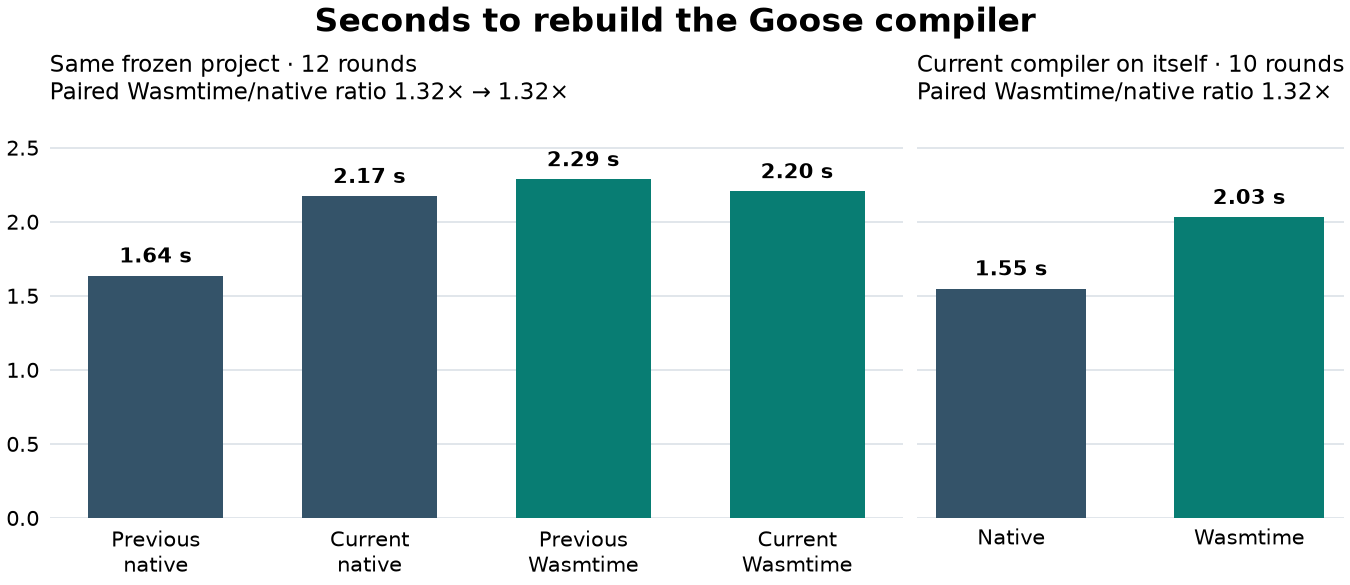 Seconds to rebuild the Goose compiler
Same frozen project · 12 rounds
Paired Wasmtime/native ratio 1.32× → 1.32×
Current compiler on itself · 10 rounds
Paired Wasmtime/native ratio 1.32×
2.5
2.0
1.5
1.0
0.5
0.0
1.64 s
2.17 s
2.29 s
2.20 s
1.55 s
2.03 s
Previous
native
Current
native
Previous
Wasmtime
Current
Wasmtime
Native
Wasmtime